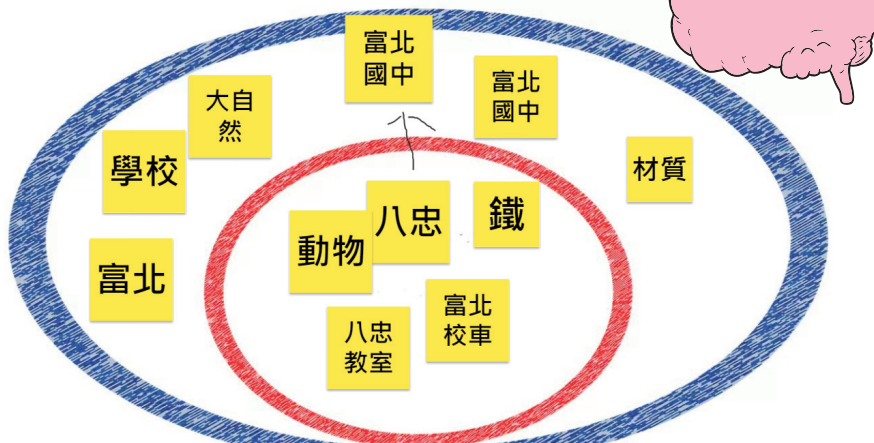 富北
國中
富北
國中
大自
然
學校
材質
八忠
鐵
動物
富北
富北
校車
八忠
教室